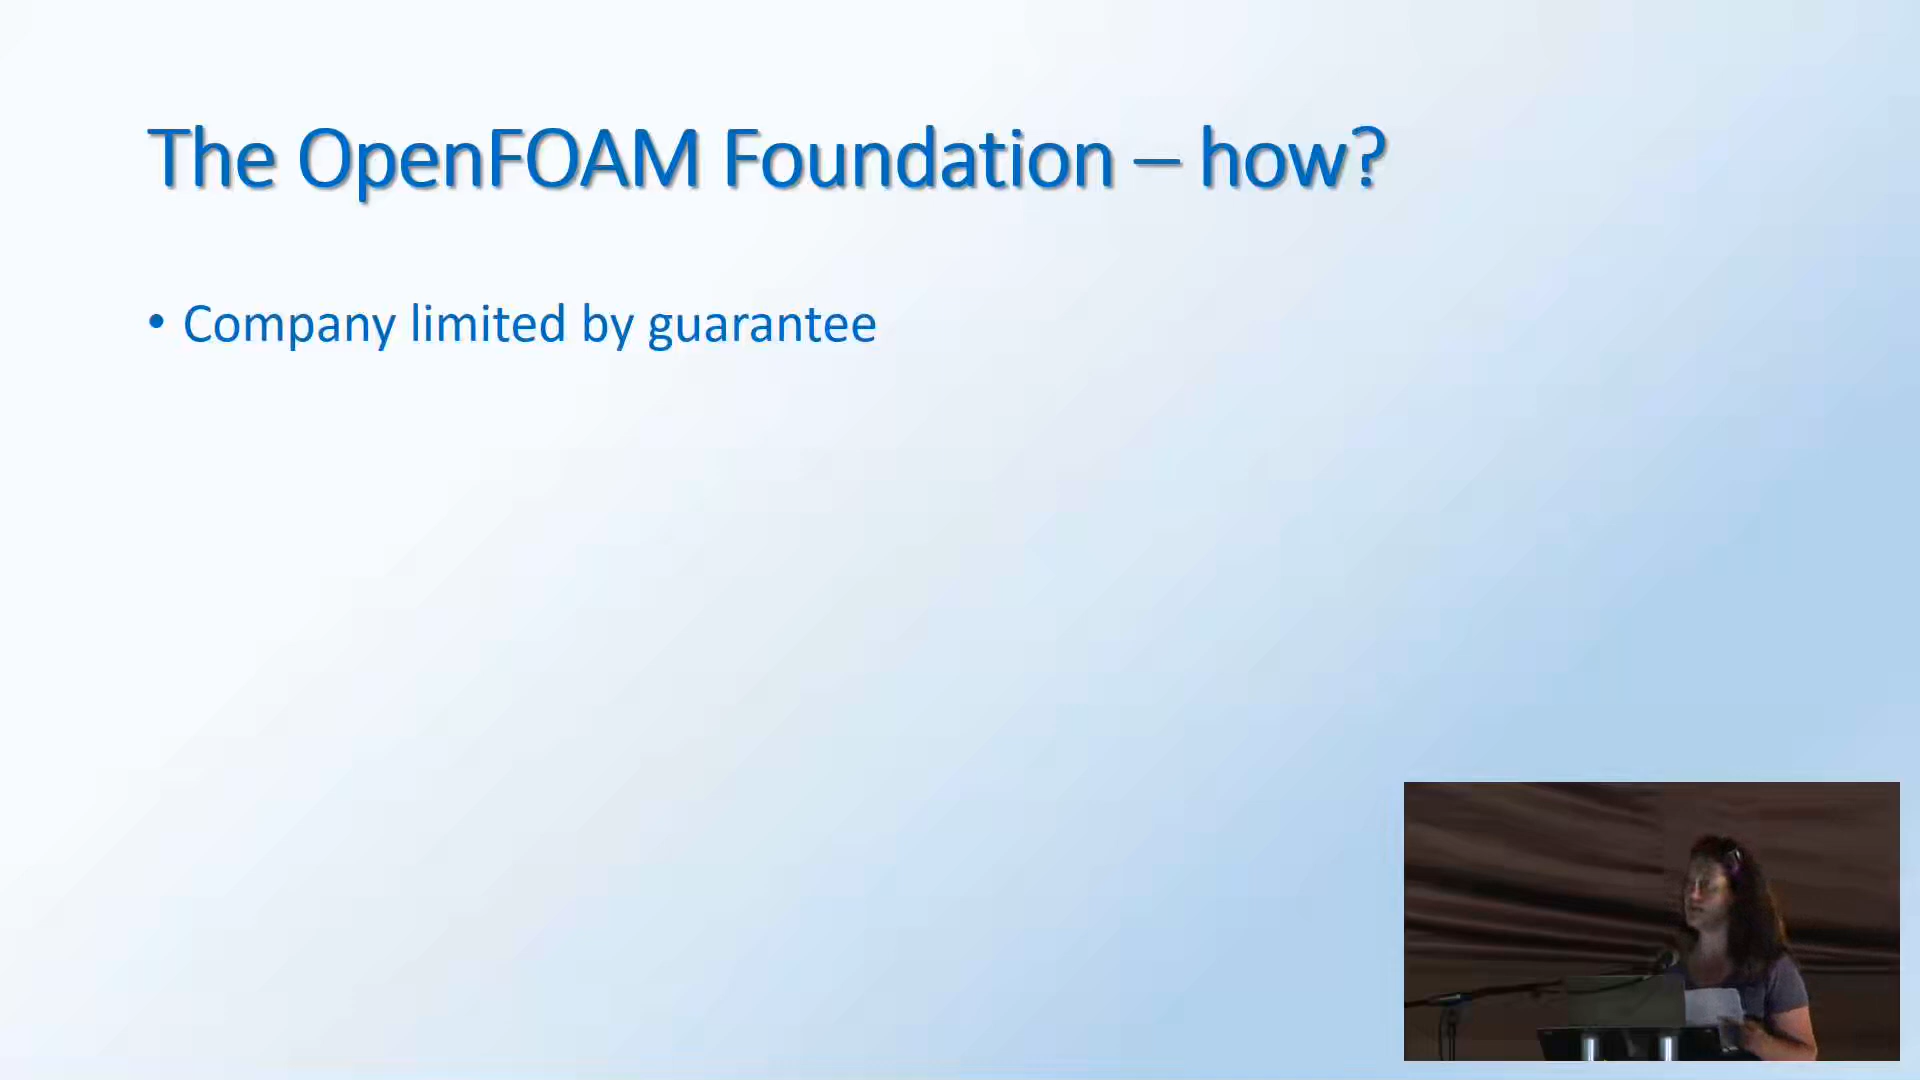 The OpenFOAM Foundation – how?
• Company limited by guarantee